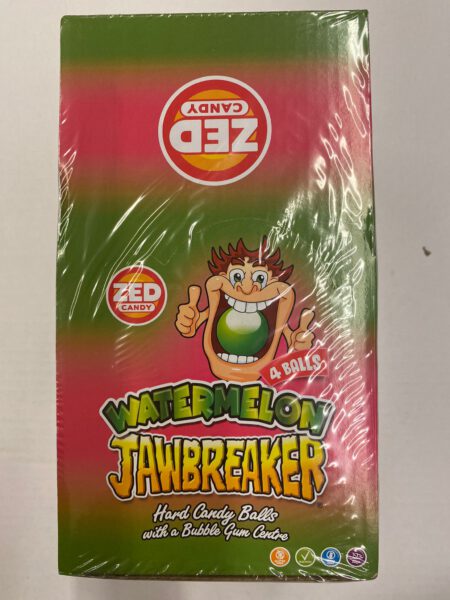 ZED
CANDY
ZED
CANDY
4 BALLS
WATERMELON
JAWBREAKER
Hard Candy Balls
with a Bubble Gum Centre